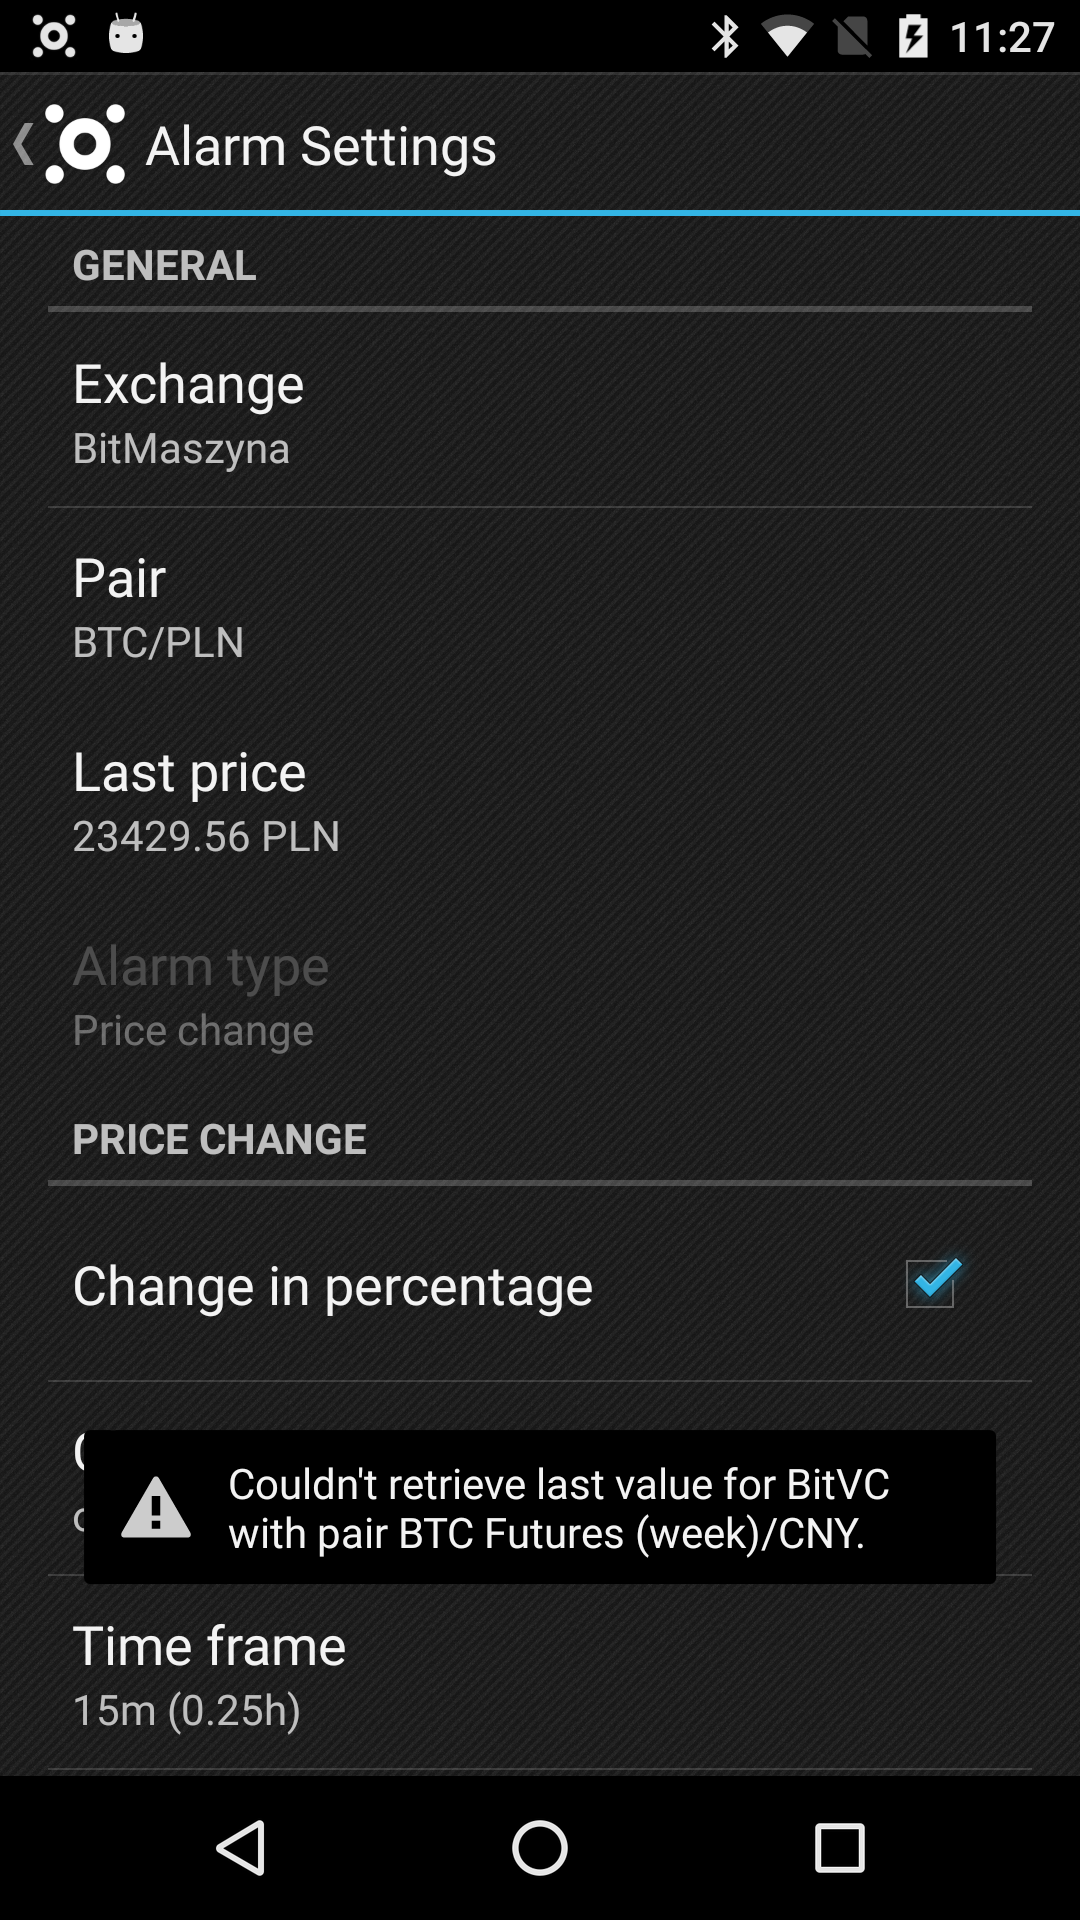 11:27
Alarm Settings
GENERAL
Exchange
BitMaszyna
Pair
BTC/PLN
Last price
23429.56 PLN
Alarm type
Price change
PRICE CHANGE
Change in percentage
Couldn't retrieve last value for BitVC
with pair BTC Futures (week)/CNY.
Time frame
15m (0.25h)